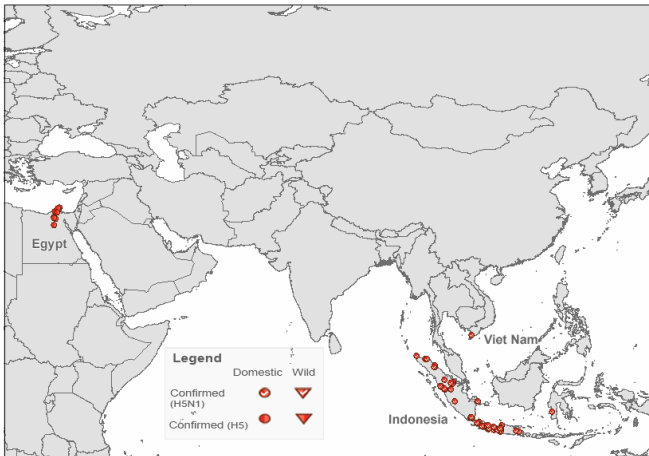 Egypt
Viet Nam
Indonesia
Legend
Domestic Wild
Confirmed
(H5N1)
Confirmed (H5)